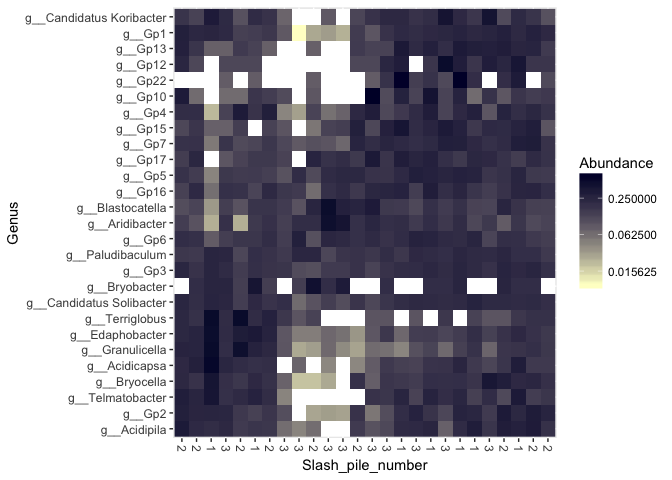 g__Candidatus Koribacter
g__Gp1
g__Gp13
g__Gp12
g__Gp22
g__Gp10
g__Gp4
g__Gp15
g__Gp7
g__Gp17
g__Gp5
g__Gp16
g__Blastocatella
g__Aridibacter
g__Gp6
g__Paludibaculum
g__Gp3
g__Bryobacter
g__Candidatus Solibacter
g__Terriglobus
g__Edaphobacter
g__Granulicella
g__Acidicapsa
g__Bryocella
g__Telmatobacter
g__Gp2
g__Acidipila
Genus
2 2 1 3 2 1 2 3 3 2 3 3 2 3 3 1 3 1 3 1 1 3 2 1 2 2
Slash_pile_number
Abundance
0.250000
0.062500
0.015625